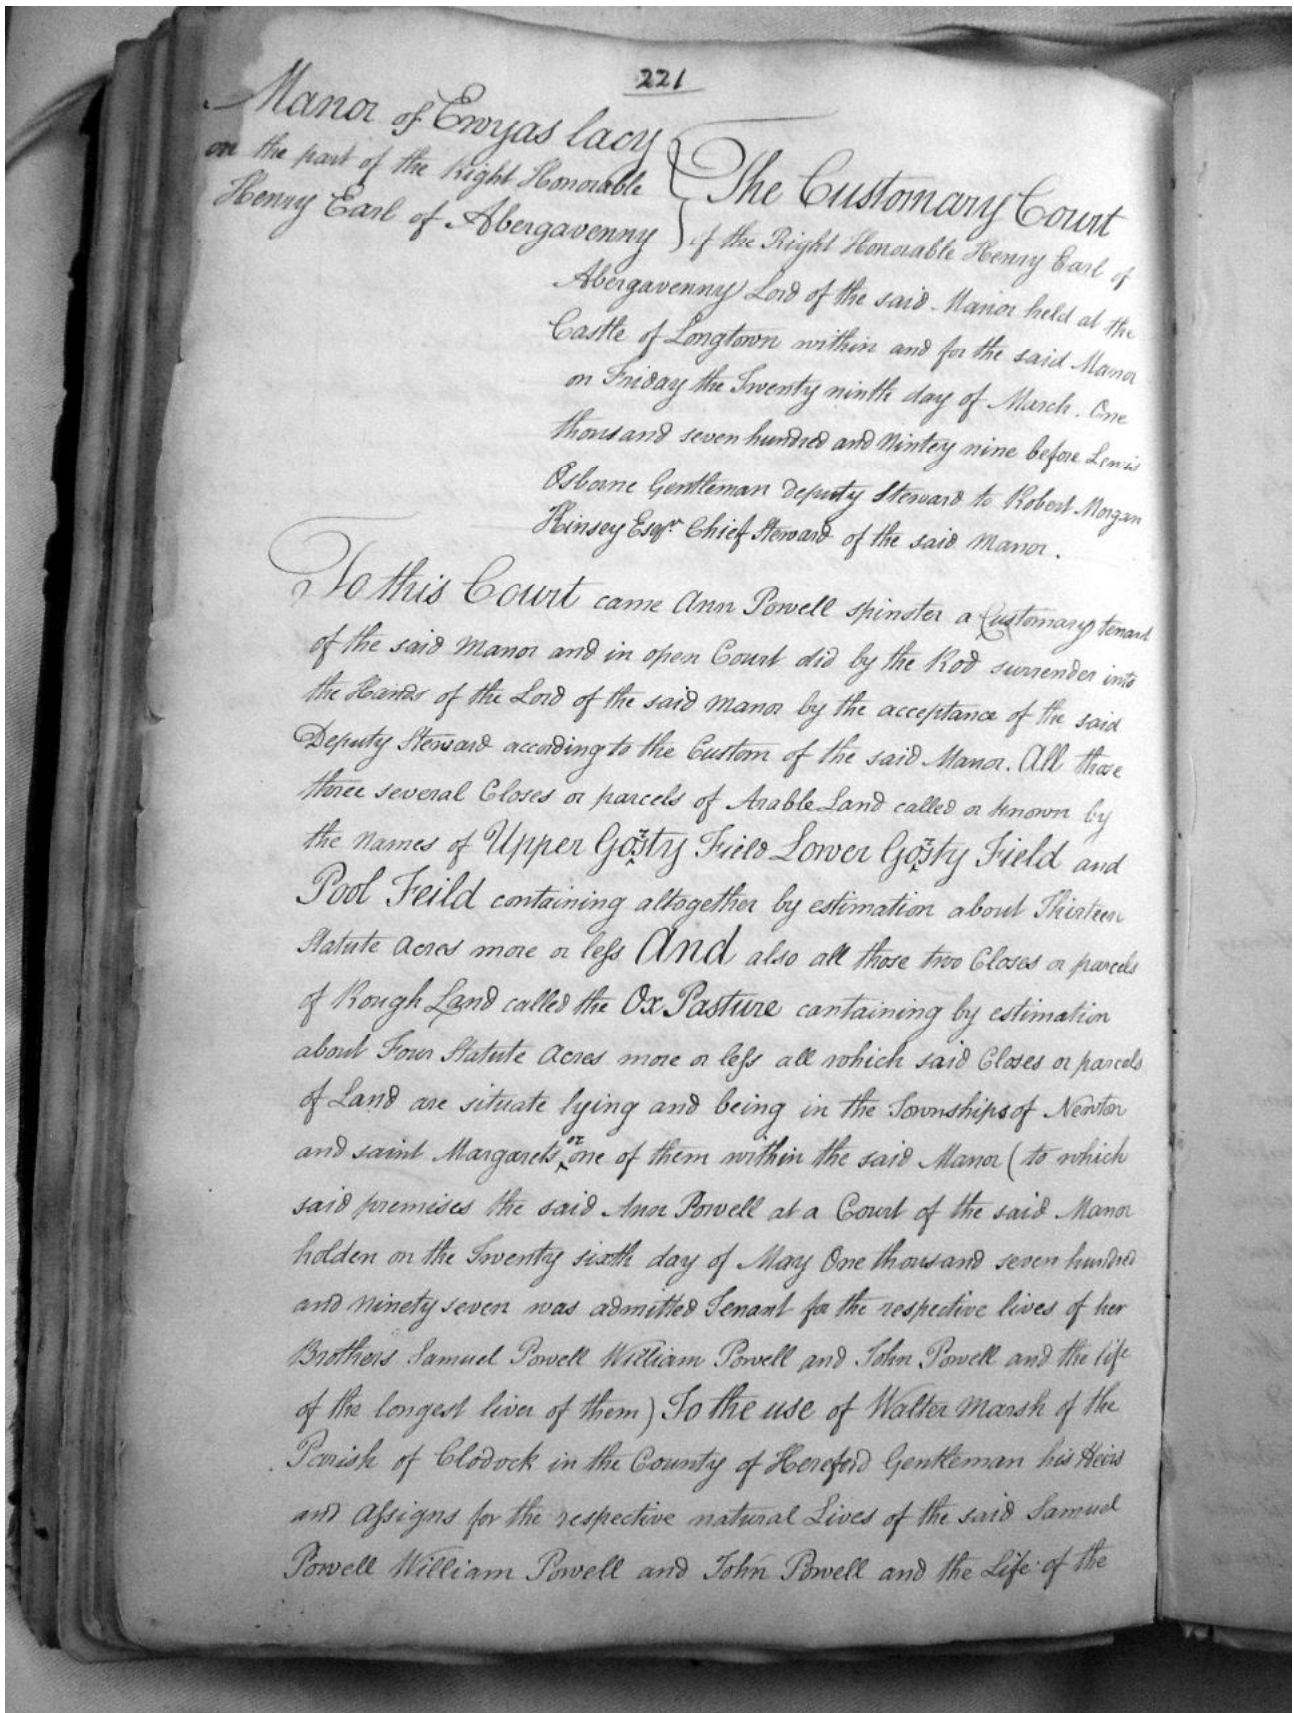 221
Manor of Ewyas lacy
on the part of the Right Honorable
Henry Earl of Abergavenny
The Customary Court
of the Right Honorable Henry Earl of
Abergavenny Lord of the said Manor held at the
Castle of Longtown within and for the said Manor
on Friday the Twenty ninth day of March One
thousand seven hundred and Nintey nine before Lewis
Osborne Gentleman Deputy Steward to Robert Morgan
Kinsey Esqr. Chief Steward of the said Manor.
To this Court came Ann Powell spinster a Customary tenant
of the said Manor and in open Court did by the Rod surrender into
the Hands of the Lord of the said Manor by the acceptance of the said
Deputy Steward according to the Custom of the said Manor. All those
three several Closes or parcels of Arable Land called or known by
the Names of Upper Gorsty Field Lower Gorsty Field and
Pool Feild containing altogether by estimation about Thirteen
Statute Acres more or less And also all those two Closes or parcels
of Rough Land called the Ox Pasture containing by estimation
about Four Statute Acres more or less all which said Closes or parcels
of Land are situate lying and being in the Townships of Newton
and saint Margarets or one of them within the said Manor (to which
said premises the said Ann Powell at a Court of the said Manor
holden on the Twenty sixth day of May One thousand seven hundred
and ninety seven was admitted Tenant for the respective lives of her
Brothers Samuel Powell William Powell and John Powell and the life
of the longest liver of them) To the use of Walter Marsh of the
Parish of Clodock in the County of Hereford Gentleman his Heirs
and Assigns for the respective natural Lives of the said Samuel
Powell William Powell and John Powell and the Life of the